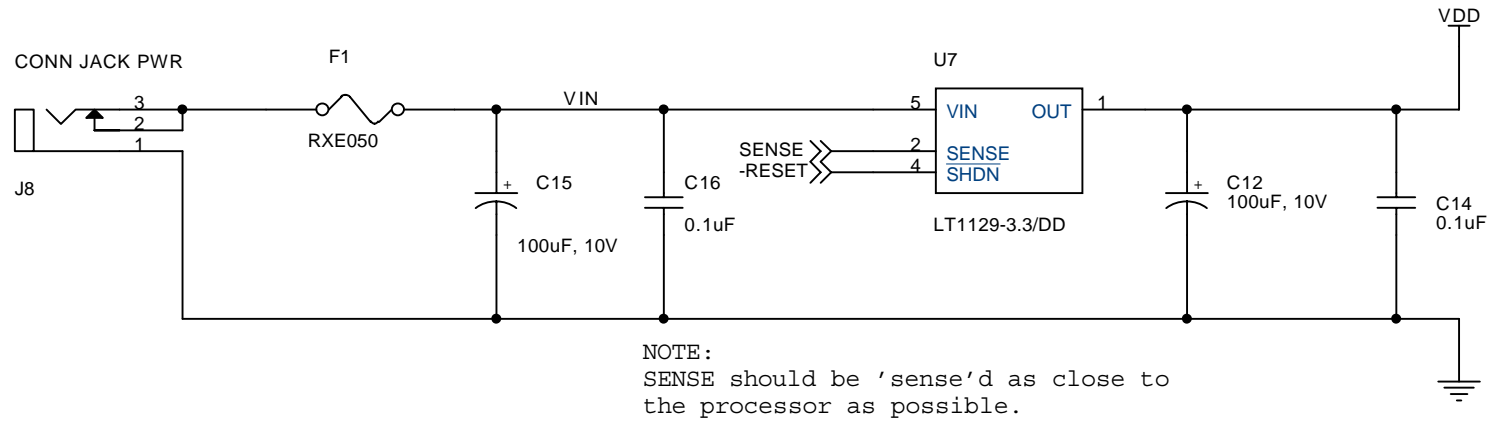 VDD
CONN JACK PWR
F1
U7
3
2
1
VIN
5
VIN
OUT
1
RXE050
SENSE
2
SENSE
-RESET
4
SHDN
J8
C15
C16
C12
100uF, 10V
C14
0.1uF
0.1uF
LT1129-3.3/DD
100uF, 10V
NOTE:
SENSE should be ’sense’d as close to
the processor as possible.